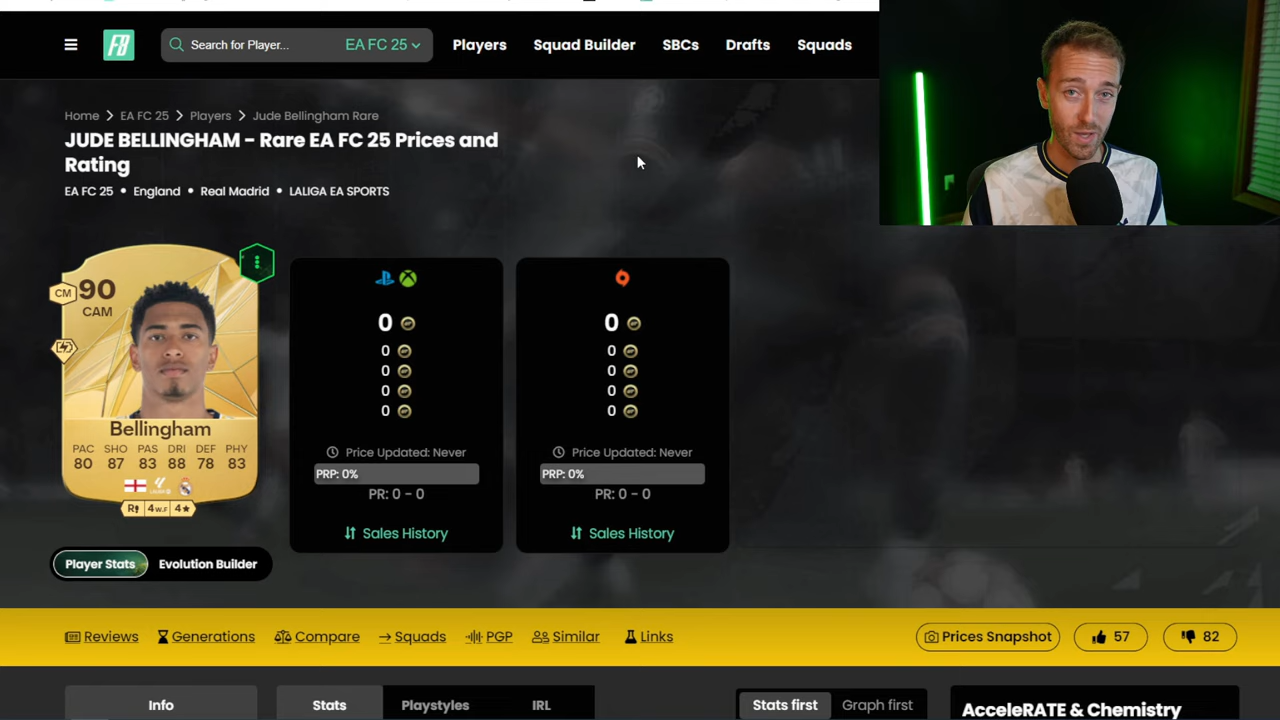 FB
Search for Player...
EA FC 25
Players
Squad Builder
SBCs
Drafts
Squads
Home > EA FC 25 > Players > Jude Bellingham Rare
JUDE BELLINGHAM - Rare EA FC 25 Prices and
Rating
EA FC 25 • England • Real Madrid • LALIGA EA SPORTS
CM
90
CAM
Bellingham
PAC SHO PAS DRI DEF PHY
80 87 83 88 78 83
R 4 W.F 4★
0
0
0
0
0
Price Updated: Never
PRP: 0%
PR: 0 - 0
Sales History
0
0
0
0
0
Price Updated: Never
PRP: 0%
PR: 0 - 0
Sales History
Player Stats
Evolution Builder
Reviews
Generations
Compare
Squads
PGP
Similar
Links
Prices Snapshot
57
82
Info
Stats
Playstyles
IRL
Stats first
Graph first
AcceleRATE & Chemistry